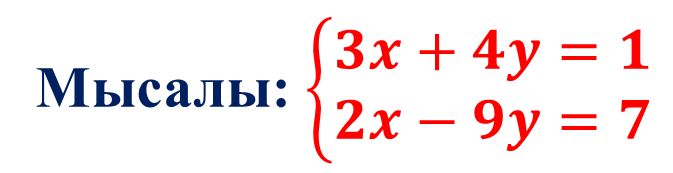 Мысалы: {3x + 4y = 1
2x − 9y = 7